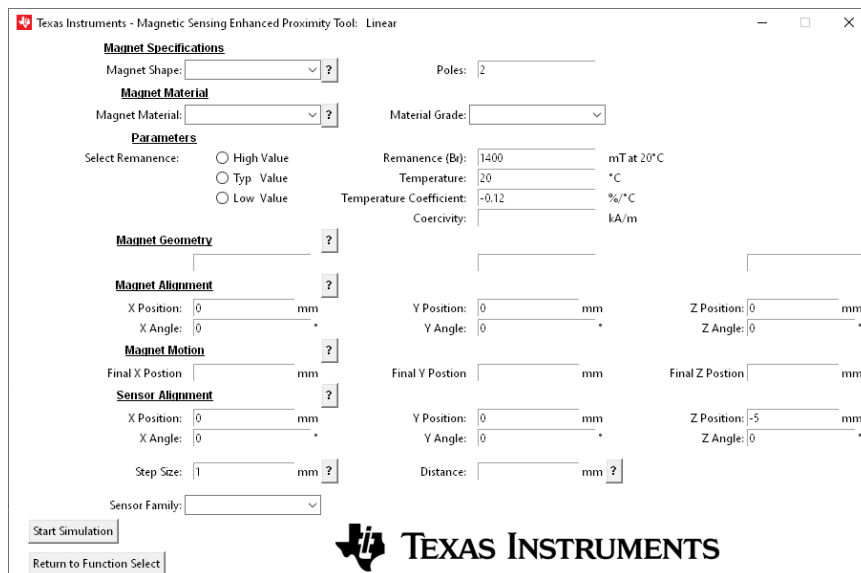 Texas Instruments - Magnetic Sensing Enhanced Proximity Tool: Linear
Magnet Specifications
Magnet Shape: ? Poles: 2
Magnet Material
Magnet Material: ? Material Grade:
Parameters
Select Remanence: High Value Remanence (Br): 1400 mT at 20°C
Typ Value Temperature: 20 °C
Low Value Temperature Coefficient: -0.12 %/°C
Coercivity: kA/m
Magnet Geometry ?
Magnet Alignment ?
X Position: 0 mm Y Position: 0 mm Z Position: 0 mm
X Angle: 0 ° Y Angle: 0 ° Z Angle: 0 °
Magnet Motion ?
Final X Postion mm Final Y Postion mm Final Z Postion mm
Sensor Alignment ?
X Position: 0 mm Y Position: 0 mm Z Position: -5 mm
X Angle: 0 ° Y Angle: 0 ° Z Angle: 0 °
Step Size: 1 mm ? Distance: mm ?
Sensor Family:
Start Simulation
TEXAS INSTRUMENTS
Return to Function Select